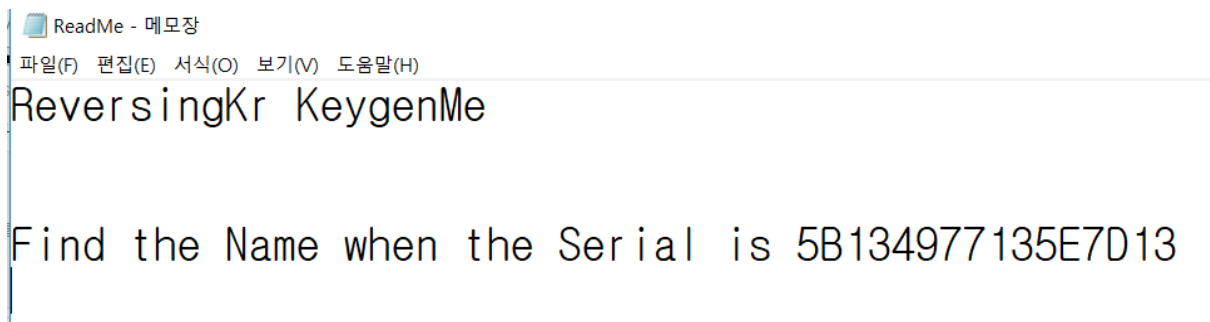 ReadMe - 메모장
파일(F) 편집(E) 서식(O) 보기(V) 도움말(H)
ReversingKr KeygenMe
Find the Name when the Serial is 5B134977135E7D13